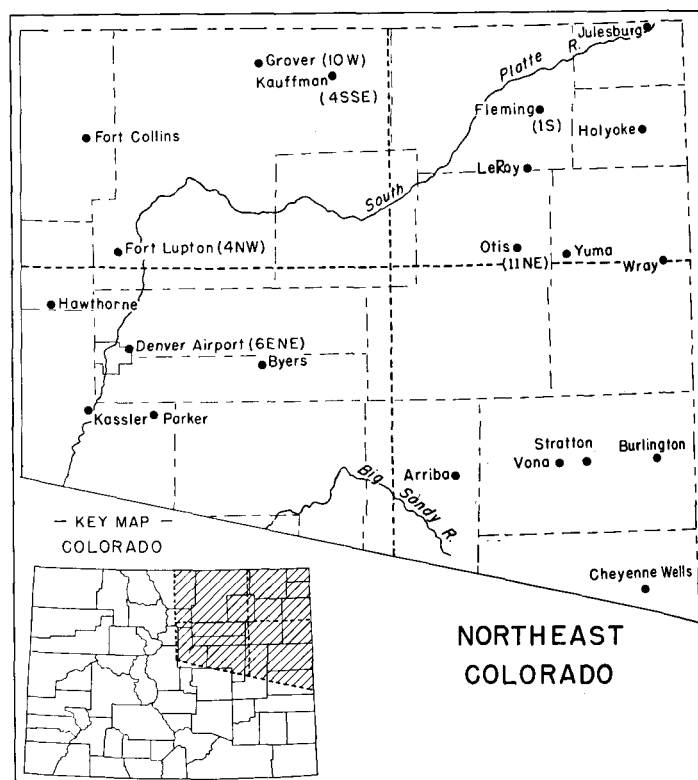 Julesburg
Grover (10W)
Kauffman
(4SSE)
Platte R.
Fleming
(1S)
Fort Collins
Holyoke
LeRoy
South
Fort Lupton (4NW)
Otis
(11NE)
Yuma
Wray
Hawthorne
Denver Airport (6ENE)
Byers
Kassler
Parker
Stratton
Burlington
Vona
Arriba
Big Sandy R.
— KEY MAP —
COLORADO
Cheyenne Wells
NORTHEAST
COLORADO